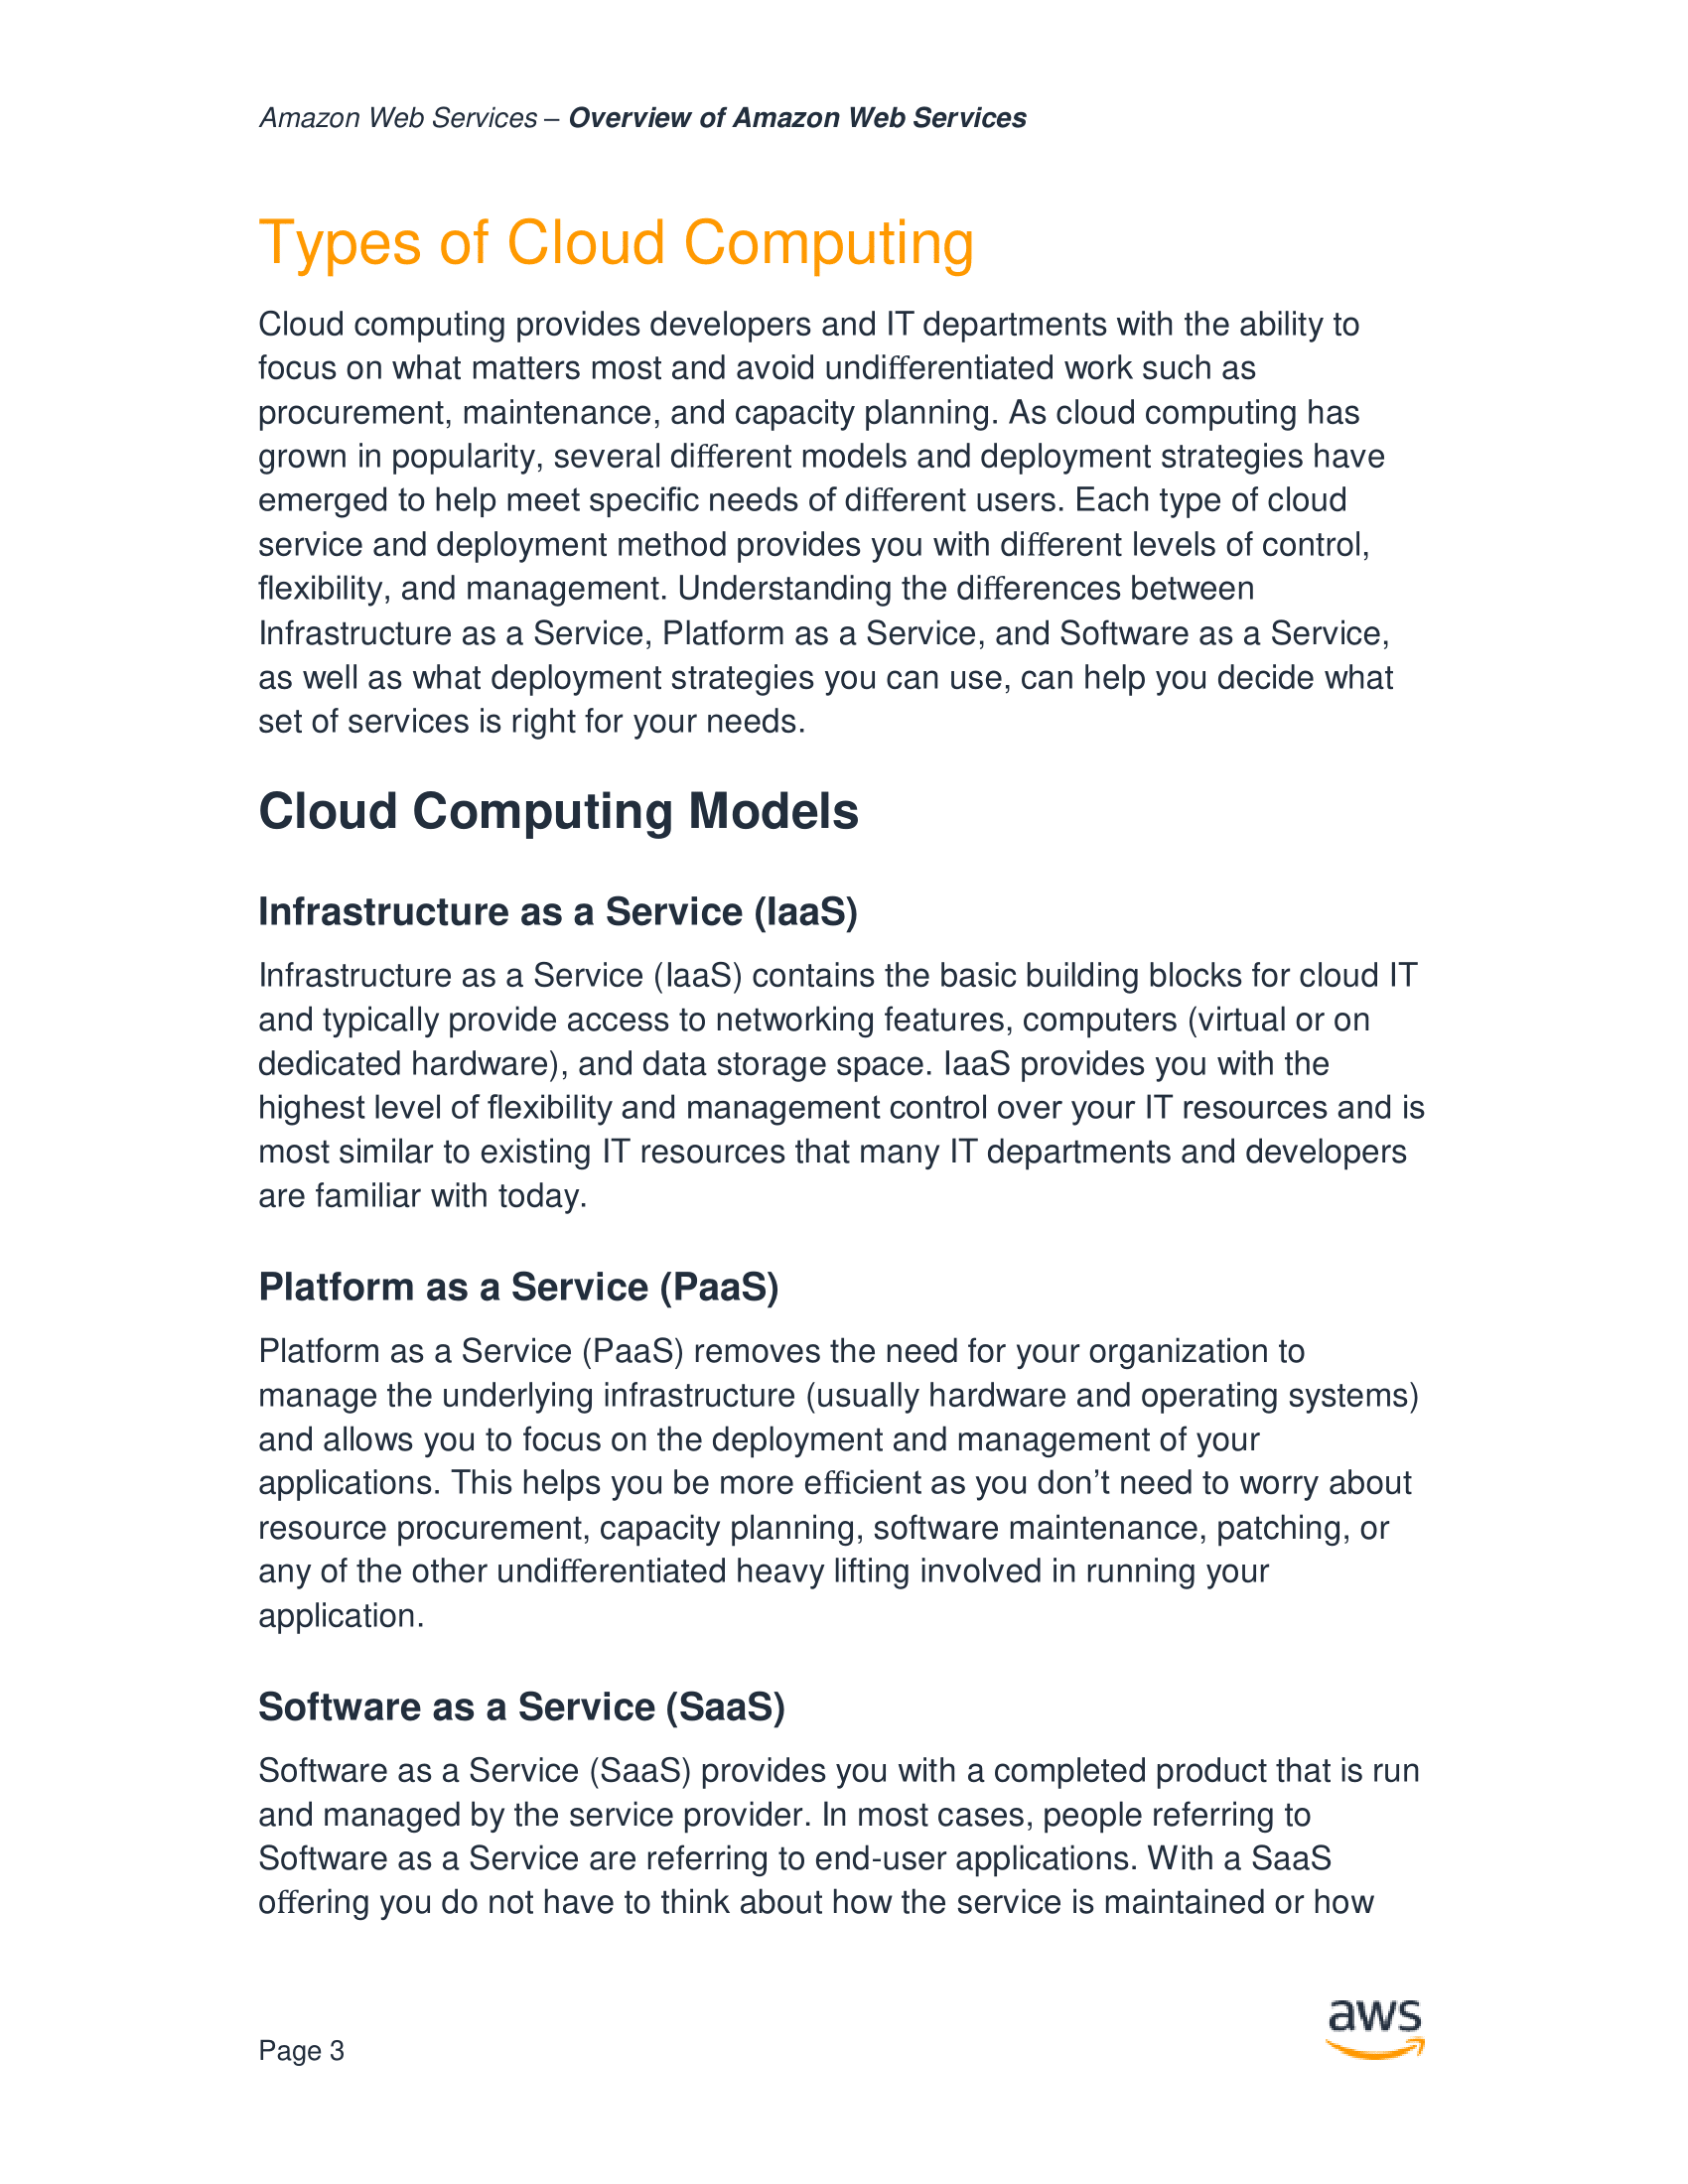 Amazon Web Services – Overview of Amazon Web Services
Types of Cloud Computing
Cloud computing provides developers and IT departments with the ability to
focus on what matters most and avoid undifferentiated work such as
procurement, maintenance, and capacity planning. As cloud computing has
grown in popularity, several different models and deployment strategies have
emerged to help meet specific needs of different users. Each type of cloud
service and deployment method provides you with different levels of control,
flexibility, and management. Understanding the differences between
Infrastructure as a Service, Platform as a Service, and Software as a Service,
as well as what deployment strategies you can use, can help you decide what
set of services is right for your needs.
Cloud Computing Models
Infrastructure as a Service (IaaS)
Infrastructure as a Service (IaaS) contains the basic building blocks for cloud IT
and typically provide access to networking features, computers (virtual or on
dedicated hardware), and data storage space. IaaS provides you with the
highest level of flexibility and management control over your IT resources and is
most similar to existing IT resources that many IT departments and developers
are familiar with today.
Platform as a Service (PaaS)
Platform as a Service (PaaS) removes the need for your organization to
manage the underlying infrastructure (usually hardware and operating systems)
and allows you to focus on the deployment and management of your
applications. This helps you be more efficient as you don’t need to worry about
resource procurement, capacity planning, software maintenance, patching, or
any of the other undifferentiated heavy lifting involved in running your
application.
Software as a Service (SaaS)
Software as a Service (SaaS) provides you with a completed product that is run
and managed by the service provider. In most cases, people referring to
Software as a Service are referring to end-user applications. With a SaaS
offering you do not have to think about how the service is maintained or how
aws
Page 3